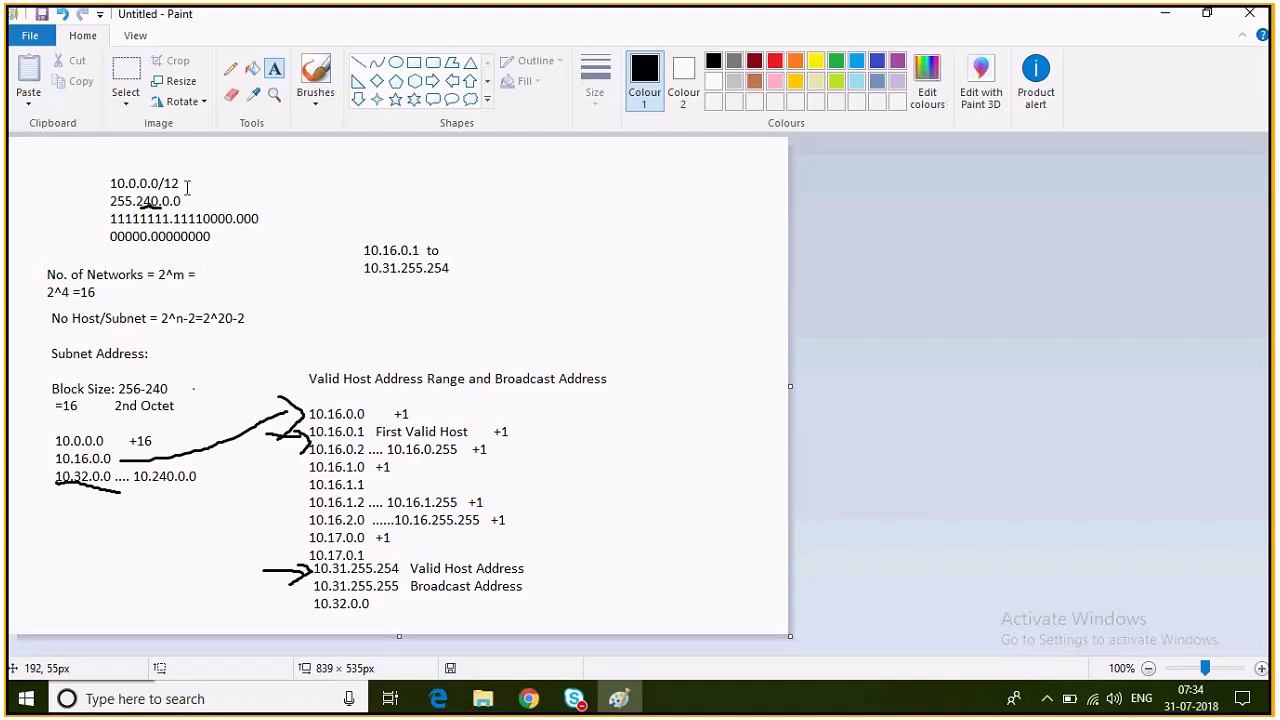 Untitled - Paint
File Home View
Paste
Cut
Copy
Clipboard
Select
Crop
Resize
Rotate
Image
Tools
Brushes
Outline
Fill
Shapes
Size
Colour 1
Colour 2
Edit colours
Colours
Edit with Paint 3D
Product alert
10.0.0.0/12
255.240.0.0
11111111.11110000.000
00000.00000000
10.16.0.1 to
10.31.255.254
No. of Networks = 2^m =
2^4 =16
No Host/Subnet = 2^n-2=2^20-2
Subnet Address:
Block Size: 256-240
=16 2nd Octet
10.0.0.0 +16
10.16.0.0
10.32.0.0 .... 10.240.0.0
Valid Host Address Range and Broadcast Address
10.16.0.0 +1
10.16.0.1 First Valid Host +1
10.16.0.2 .... 10.16.0.255 +1
10.16.1.0 +1
10.16.1.1
10.16.1.2 .... 10.16.1.255 +1
10.16.2.0 ......10.16.255.255 +1
10.17.0.0 +1
10.17.0.1
10.31.255.254 Valid Host Address
10.31.255.255 Broadcast Address
10.32.0.0
Activate Windows
Go to Settings to activate Windows.
192, 55px
839 × 535px
100%
Type here to search
ENG
07:34
31-07-2018